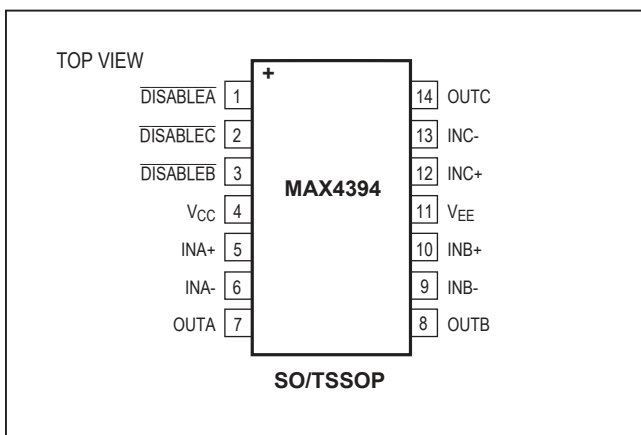 TOP VIEW
+
DISABLEA 1 14 OUTC
DISABLEC 2 13 INC-
DISABLEB 3 12 INC+
MAX4394
VCC 4 11 VEE
INA+ 5 10 INB+
INA- 6 9 INB-
OUTA 7 8 OUTB
SO/TSSOP